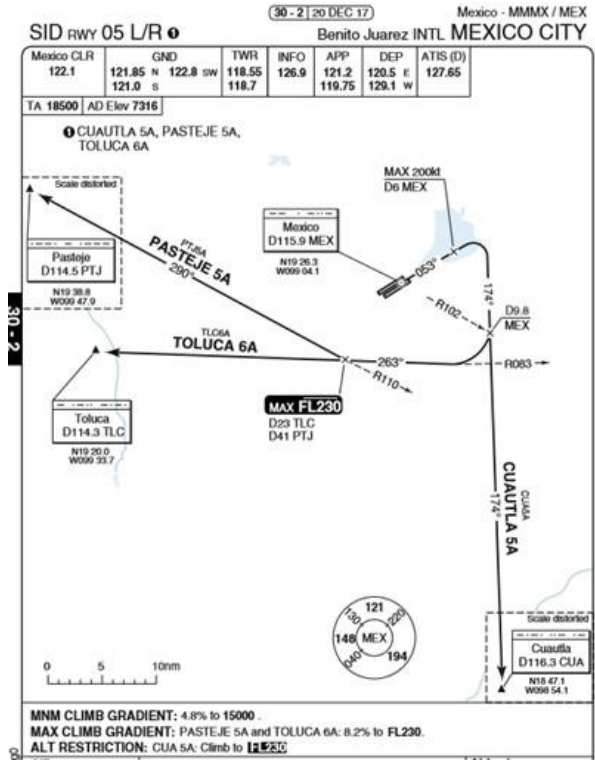 30 - 2 20 DEC 17 Mexico - MMMX / MEX
SID RWY 05 L/R ❶ Benito Juarez INTL MEXICO CITY
Mexico CLR GND TWR INFO APP DEP ATIS (D)
122.1 121.85 N 122.8 SW 118.55 126.9 121.2 120.5 E 127.65
121.0 S 118.7 119.75 129.1 W
TA 18500 AD Elev 7316
❶ CUAUTLA 5A, PASTEJE 5A,
TOLUCA 6A
Scale distorted
MAX 200kt
D6 MEX
Mexico
D115.9 MEX
N19 26.3
W099 04.1
Pasteje
D114.5 PTJ
N19 38.8
W099 47.9
PTJ5A
PASTEJE 5A
290°
053°
174°
R102
D9.8
MEX
30 - 2
TLC6A
TOLUCA 6A
263°
R083
R110
MAX FL230
D23 TLC
D41 PTJ
Toluca
D114.3 TLC
N19 20.0
W099 33.7
CUA5A
CUAUTLA 5A
174°
121
130 220
148 MEX 194
040
0 5 10nm
Scale distorted
Cuautla
D116.3 CUA
N18 47.1
W098 54.1
MNM CLIMB GRADIENT: 4.8% to 15000 .
MAX CLIMB GRADIENT: PASTEJE 5A and TOLUCA 6A: 8.2% to FL230.
ALT RESTRICTION: CUA 5A: Climb to FL230